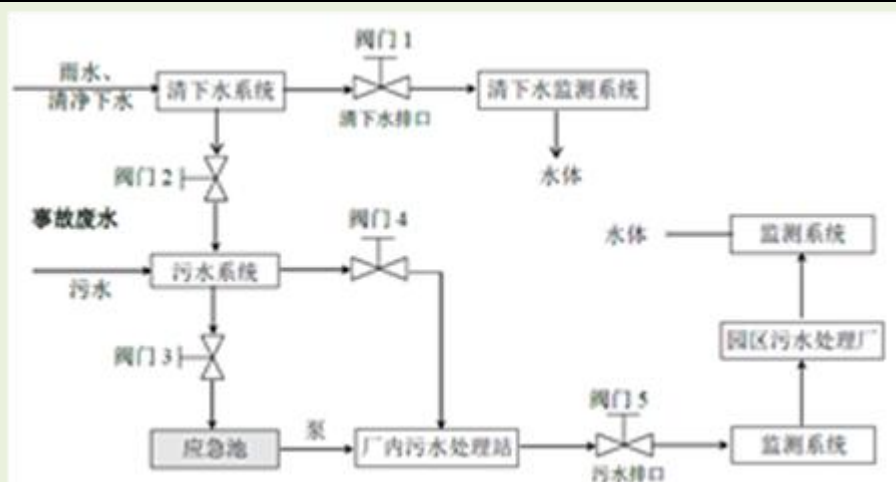 阀门 1
雨水、
清净下水
清下水系统
清下水排口
清下水监测系统
水体
阀门 2
事故废水
阀门 4
水体
监测系统
污水系统
污水
阀门 3
园区污水处理厂
阀门 5
应急池
泵
厂内污水处理站
污水排口
监测系统